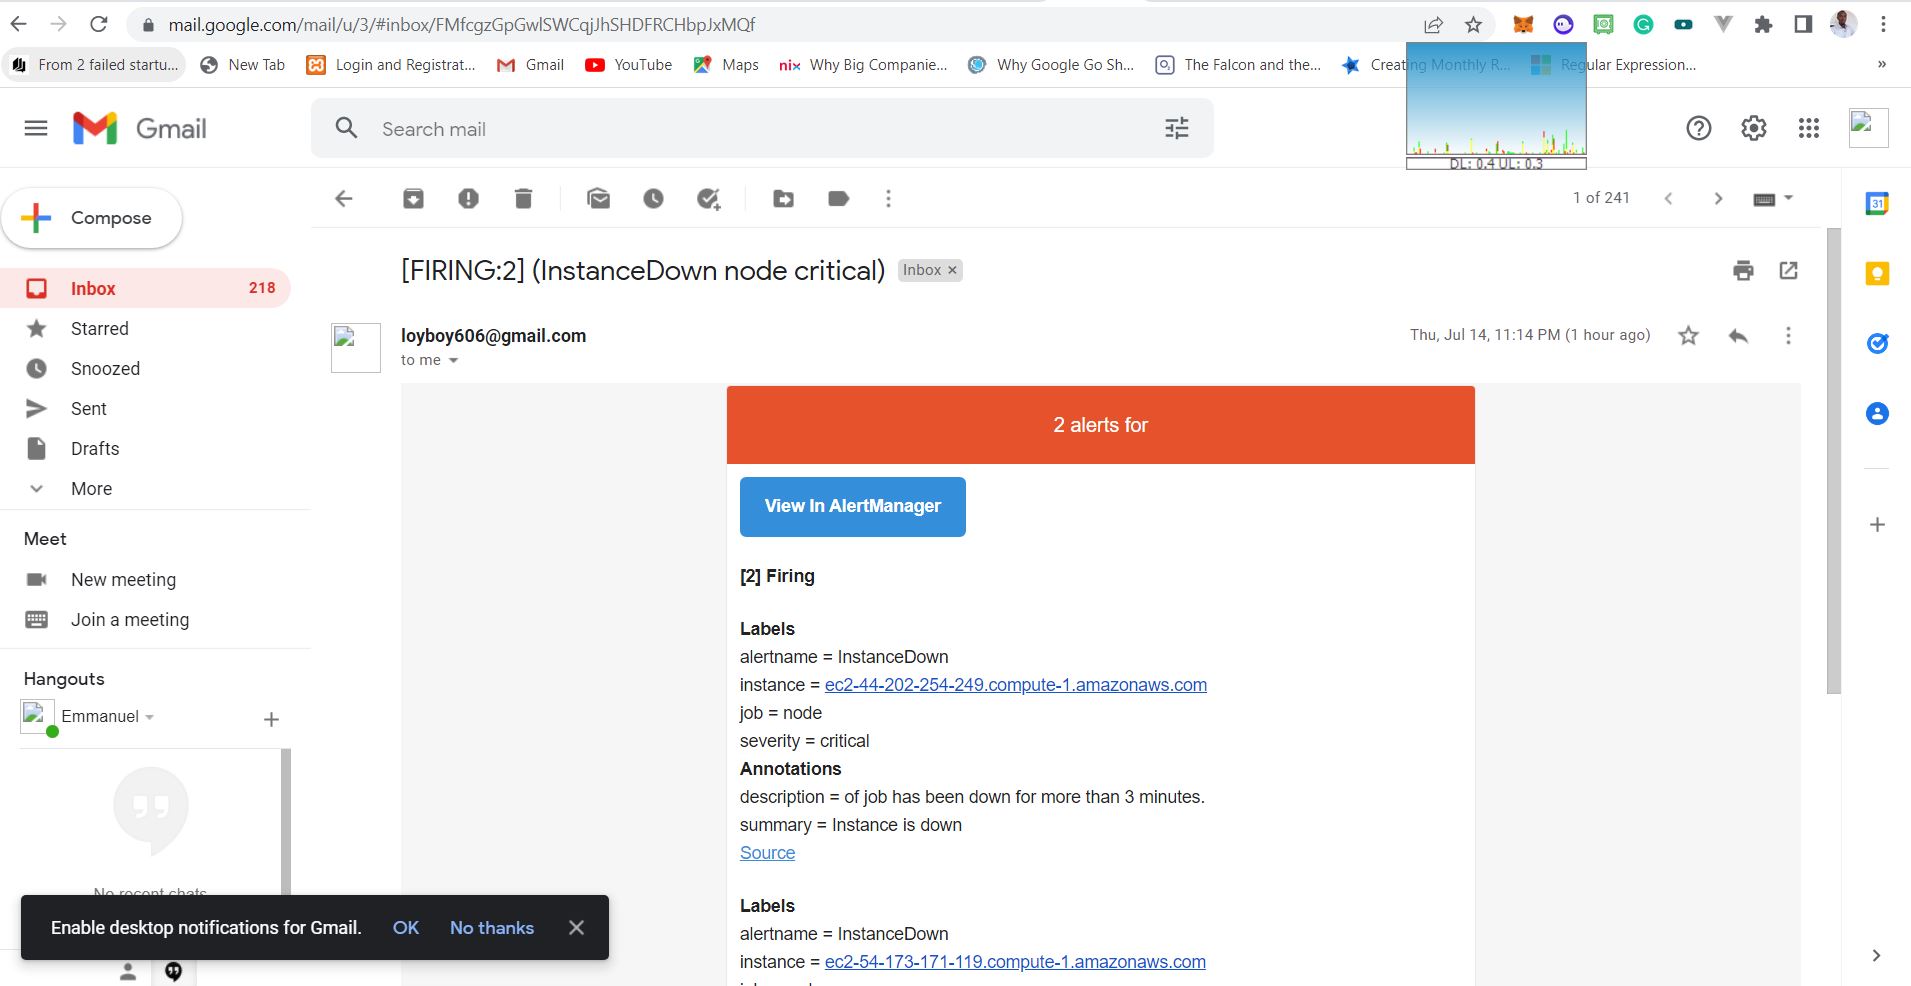 mail.google.com/mail/u/3/#inbox/FMfcgzGpGwlSWCqjJhSHDFRCHbpJxMQf
From 2 failed startu...
New Tab
Login and Registrat...
Gmail
YouTube
Maps
nix Why Big Companie...
Why Google Go Sh...
The Falcon and the...
Creating Monthly R...
Regular Expression...
»
Gmail
Search mail
DL: 0.4 UL: 0.3
Compose
1 of 241
31
Inbox 218
Starred
Snoozed
Sent
Drafts
More
Meet
New meeting
Join a meeting
Hangouts
Emmanuel
No recent chats
[FIRING:2] (InstanceDown node critical) Inbox ×
loyboy606@gmail.com
Thu, Jul 14, 11:14 PM (1 hour ago)
to me
2 alerts for
View In AlertManager
[2] Firing
Labels
alertname = InstanceDown
instance = ec2-44-202-254-249.compute-1.amazonaws.com
job = node
severity = critical
Annotations
description = of job has been down for more than 3 minutes.
summary = Instance is down
Source
Labels
alertname = InstanceDown
instance = ec2-54-173-171-119.compute-1.amazonaws.com
Enable desktop notifications for Gmail. OK No thanks